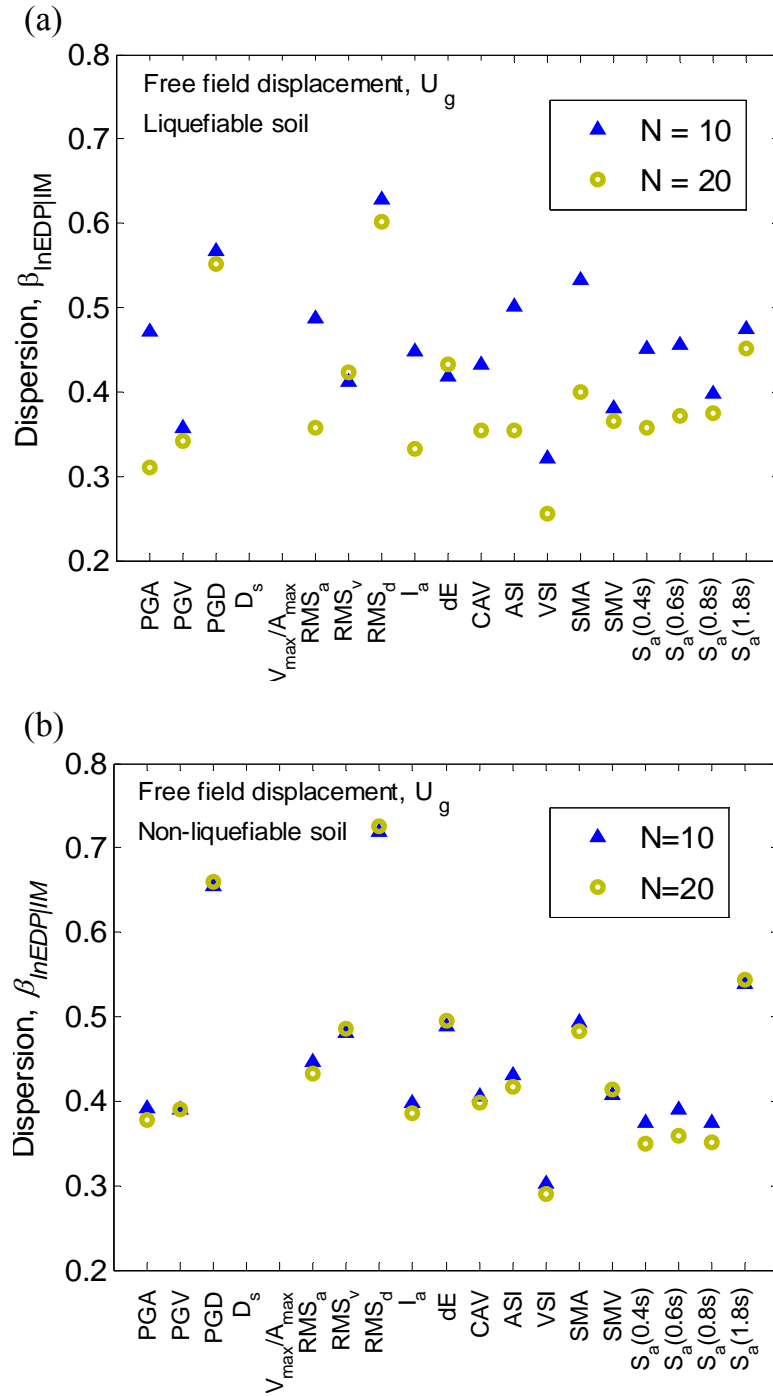 (a)
0.8
0.7
0.6
0.5
0.4
0.3
0.2
Dispersion, β lnEDP|IM
Free field displacement, U g
Liquefiable soil
N = 10
N = 20
PGA
PGV
PGD
D s
V max /A max
RMS a
RMS v
RMS d
I a
dE
CAV
ASI
VSI
SMA
SMV
S a (0.4s)
S a (0.6s)
S a (0.8s)
S a (1.8s)
(b)
0.8
0.7
0.6
0.5
0.4
0.3
0.2
Dispersion, β lnEDP|IM
Free field displacement, U g
Non-liquefiable soil
N=10
N=20
PGA
PGV
PGD
D s
V max /A max
RMS a
RMS v
RMS d
I a
dE
CAV
ASI
VSI
SMA
SMV
S a (0.4s)
S a (0.6s)
S a (0.8s)
S a (1.8s)